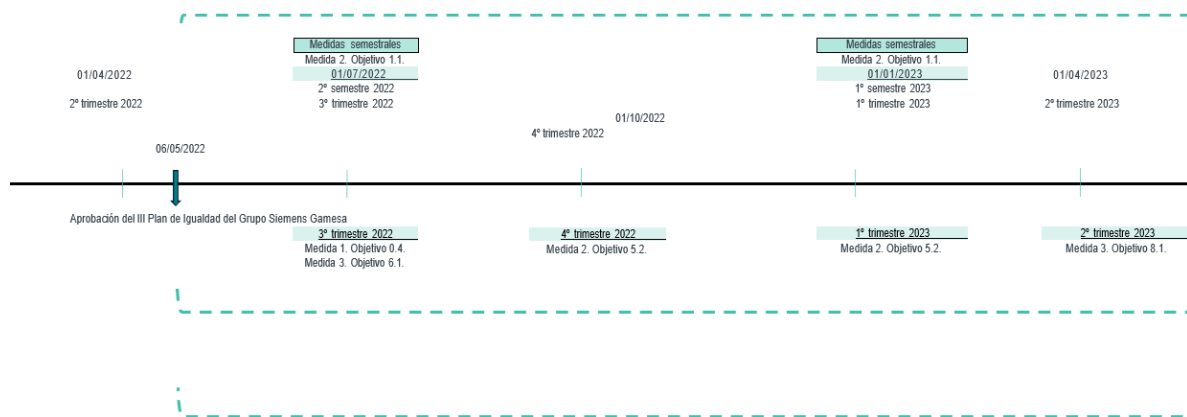 01/04/2022
2º trimestre 2022
06/05/2022
Aprobación del III Plan de Igualdad del Grupo Siemens Gamesa
Medidas semestrales
Medida 2. Objetivo 1.1.
01/07/2022
2º semestre 2022
3º trimestre 2022
3º trimestre 2022
Medida 1. Objetivo 0.4.
Medida 3. Objetivo 6.1.
01/10/2022
4º trimestre 2022
4º trimestre 2022
Medida 2. Objetivo 5.2.
Medidas semestrales
Medida 2. Objetivo 1.1.
01/01/2023
1º semestre 2023
1º trimestre 2023
1º trimestre 2023
Medida 2. Objetivo 5.2.
01/04/2023
2º trimestre 2023
2º trimestre 2023
Medida 3. Objetivo 8.1.